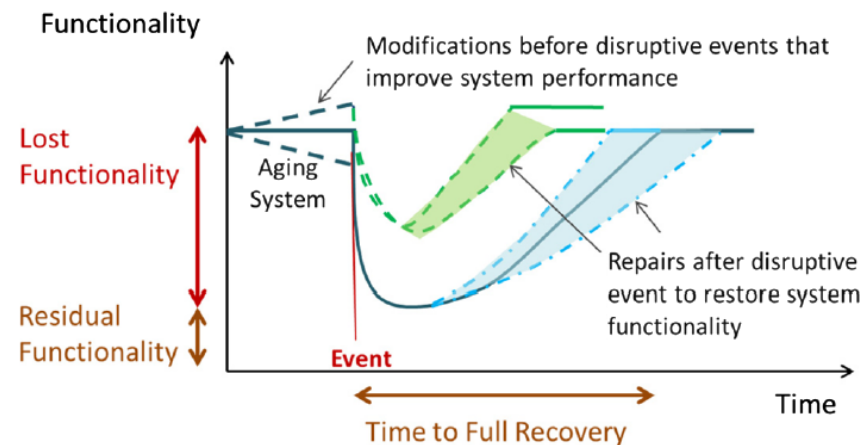 Functionality
Modifications before disruptive events that
improve system performance
Lost
Functionality
Aging
System
Repairs after disruptive
event to restore system
functionality
Residual
Functionality
Event
Time
Time to Full Recovery